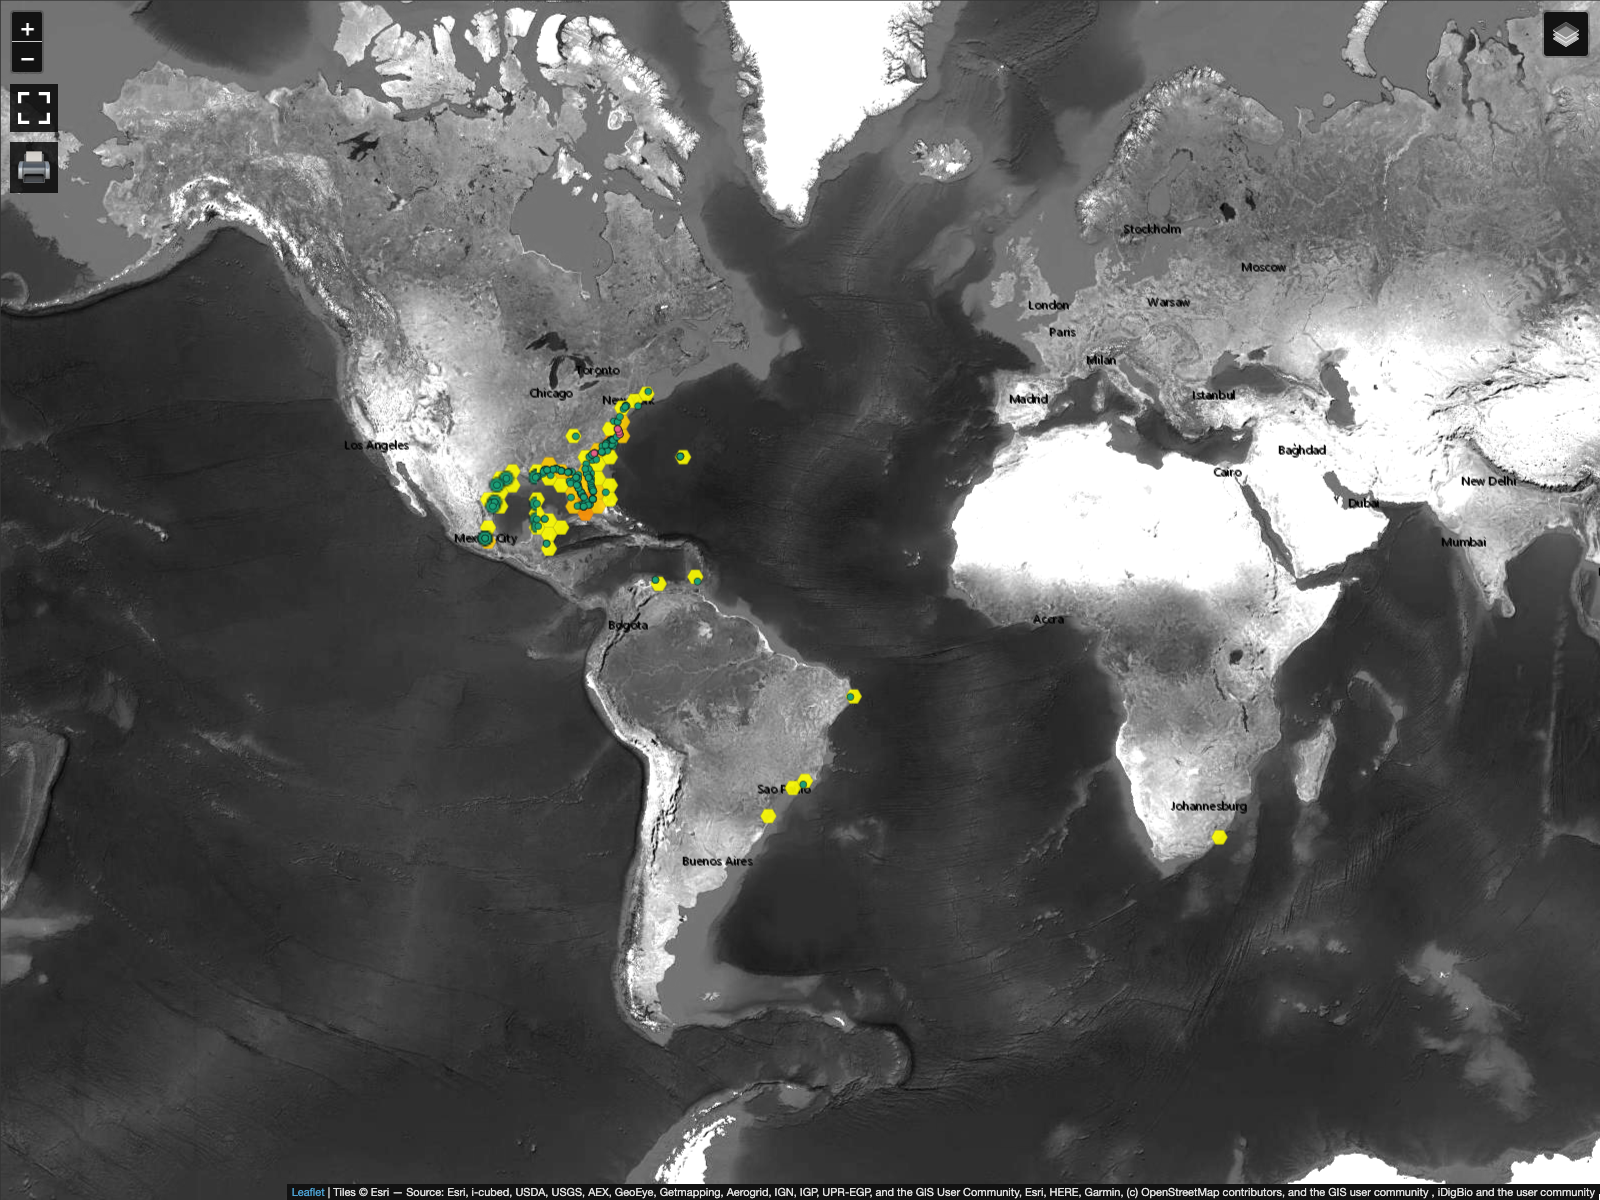 +
−
Stockholm
Moscow
London
Warsaw
Paris
Milan
Toronto
Chicago
New
Madrid
Istanbul
Los Angeles
Baghdad
Cairo
New Delhi
Dubai
Mexico City
Mumbai
Accra
Bogota
Sao Paulo
Johannesburg
Buenos Aires
Leaflet | Tiles © Esri — Source: Esri, i-cubed, USDA, USGS, AEX, GeoEye, Getmapping, Aerogrid, IGN, IGP, UPR-EGP, and the GIS User Community, Esri, HERE, Garmin, (c) OpenStreetMap contributors, and the GIS user community , iDigBio and the user community